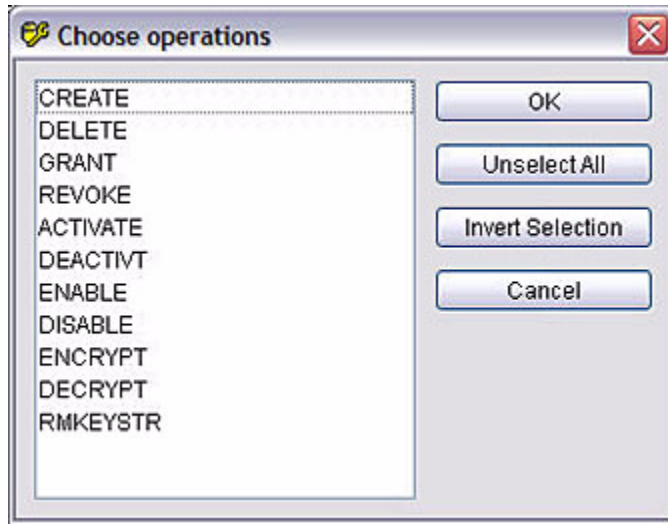 Choose operations
CREATE
DELETE
GRANT
REVOKE
ACTIVATE
DEACTIVT
ENABLE
DISABLE
ENCRYPT
DECRYPT
RMKEYSTR
OK
Unselect All
Invert Selection
Cancel